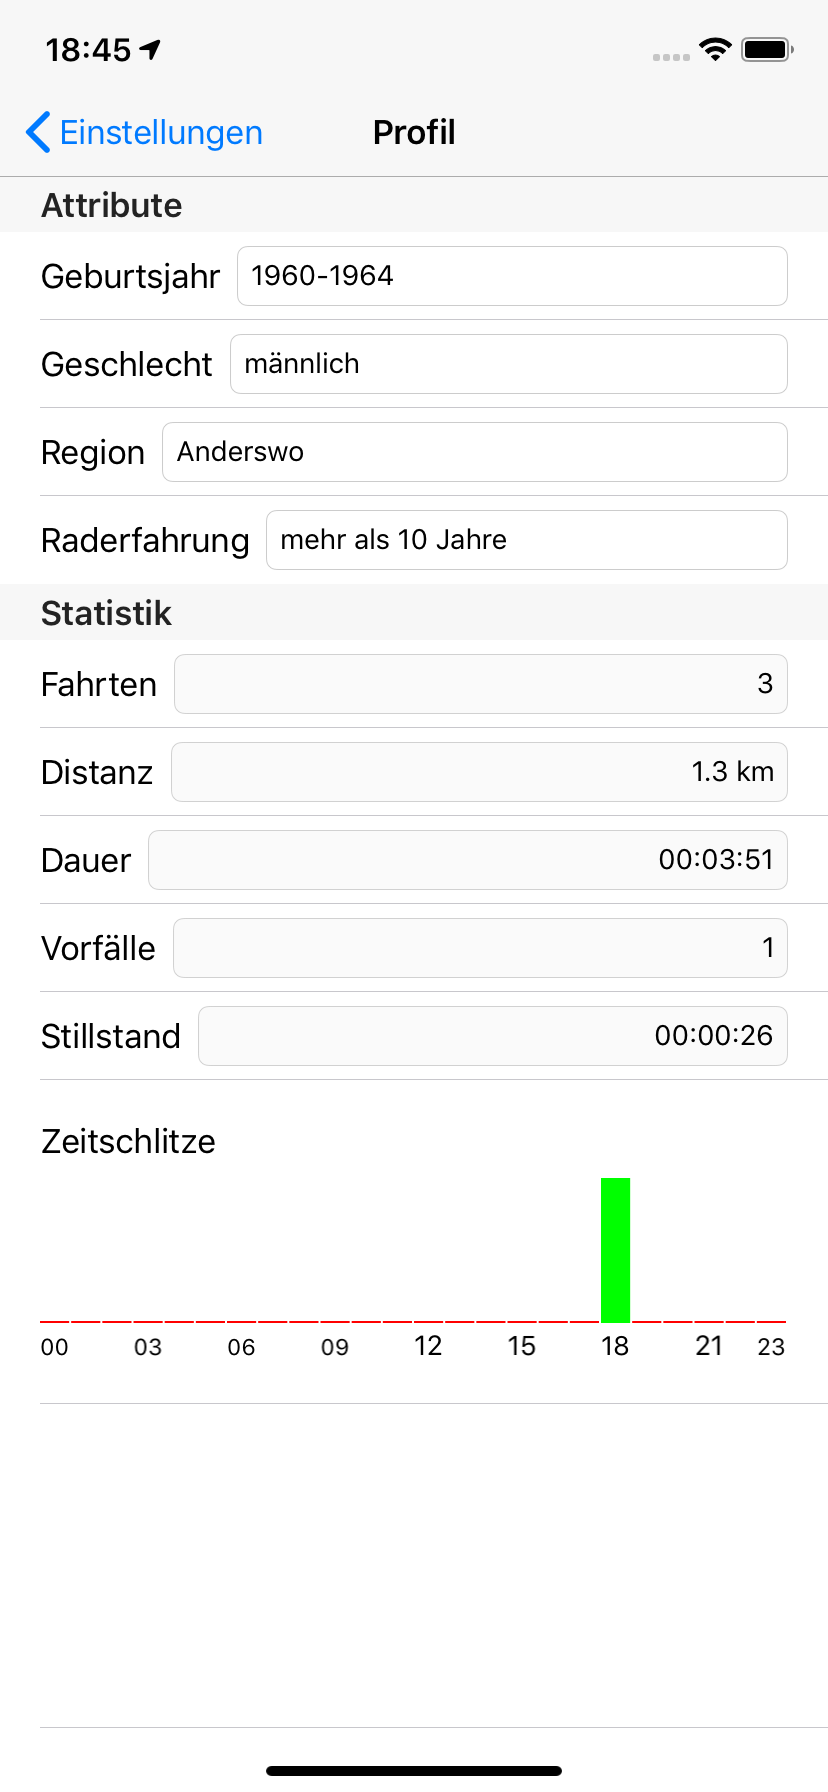 18:45
Einstellungen Profil
Attribute
Geburtsjahr 1960-1964
Geschlecht männlich
Region Anderswo
Raderfahrung mehr als 10 Jahre
Statistik
Fahrten 3
Distanz 1.3 km
Dauer 00:03:51
Vorfälle 1
Stillstand 00:00:26
Zeitschlitze
00 03 06 09 12 15 18 21 23